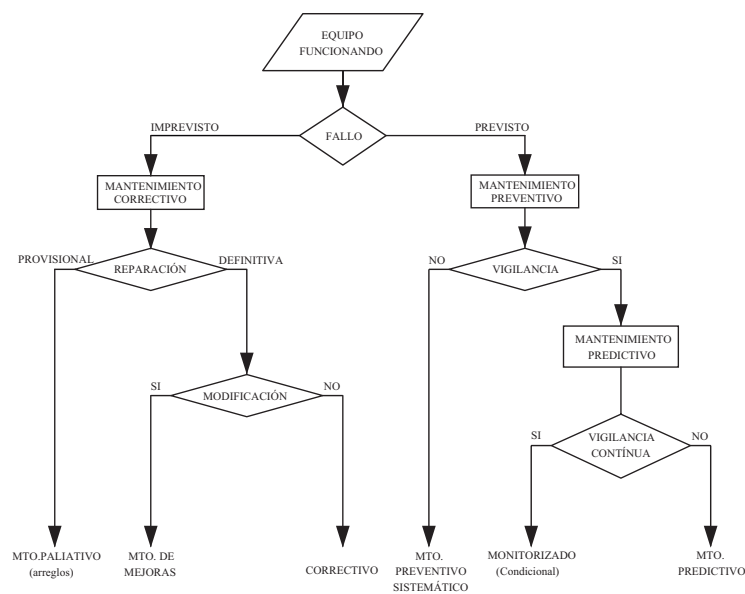 EQUIPO
FUNCIONANDO
IMPREVISTO
FALLO
PREVISTO
MANTENIMIENTO
CORRECTIVO
MANTENIMIENTO
PREVENTIVO
PROVISIONAL
REPARACIÓN
DEFINITIVA
NO
VIGILANCIA
SI
MANTENIMIENTO
PREDICTIVO
SI
MODIFICACIÓN
NO
SI
VIGILANCIA
CONTÍNUA
NO
MTO.PALIATIVO
(arreglos)
MTO. DE
MEJORAS
CORRECTIVO
MTO.
PREVENTIVO
SISTEMÁTICO
MONITORIZADO
(Condicional)
MTO.
PREDICTIVO